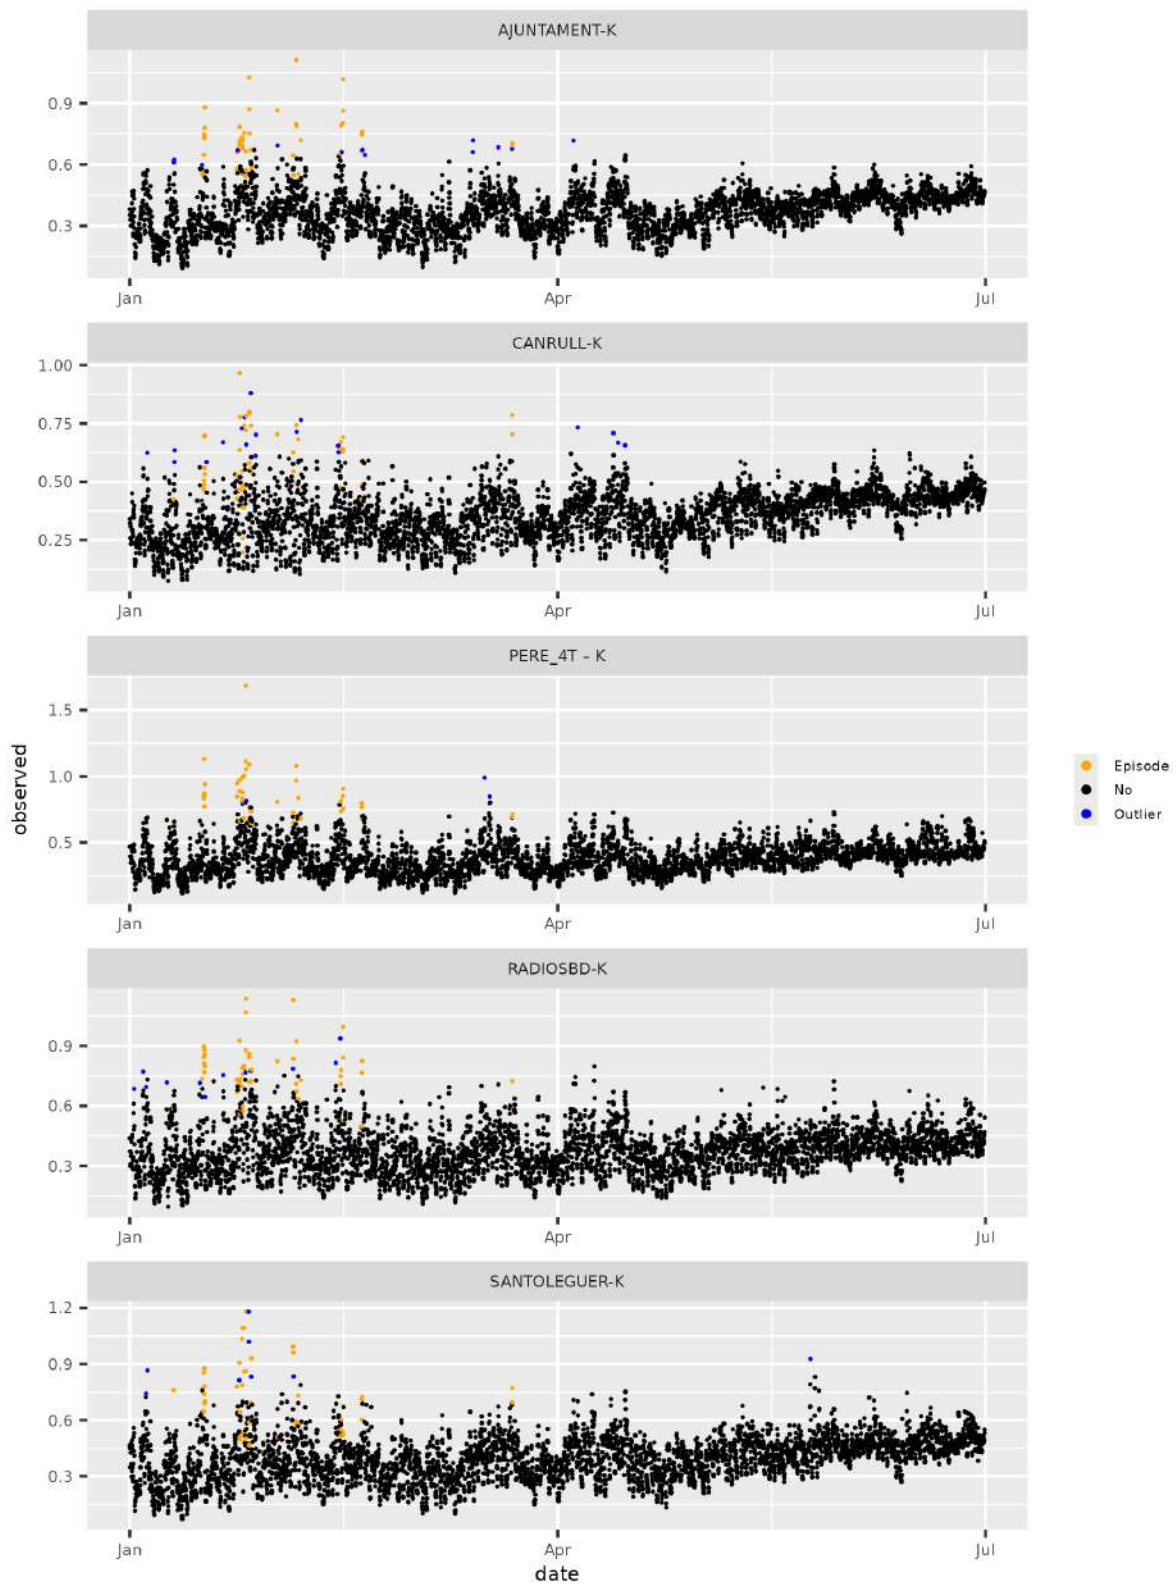 AJUNTAMENT-K
0.9
0.6
0.3
Jan Apr Jul
CANRULL-K
1.00
0.75
0.50
0.25
Jan Apr Jul
PERE_4T - K
1.5
1.0
0.5
Jan Apr Jul
observed
Episode
No
Outlier
RADIOSBD-K
0.9
0.6
0.3
Jan Apr Jul
SANTOLEGUER-K
1.2
0.9
0.6
0.3
Jan Apr Jul
date